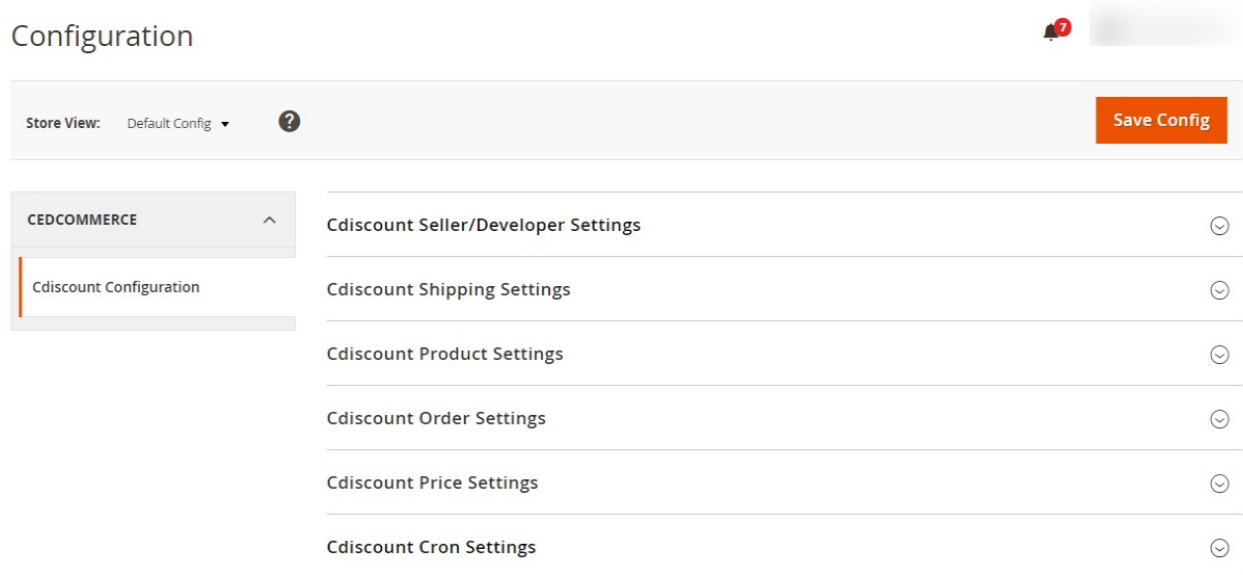 Configuration
7
Store View: Default Config ?
Save Config
CEDCOMMERCE
Cdiscount Configuration
Cdiscount Seller/Developer Settings
Cdiscount Shipping Settings
Cdiscount Product Settings
Cdiscount Order Settings
Cdiscount Price Settings
Cdiscount Cron Settings